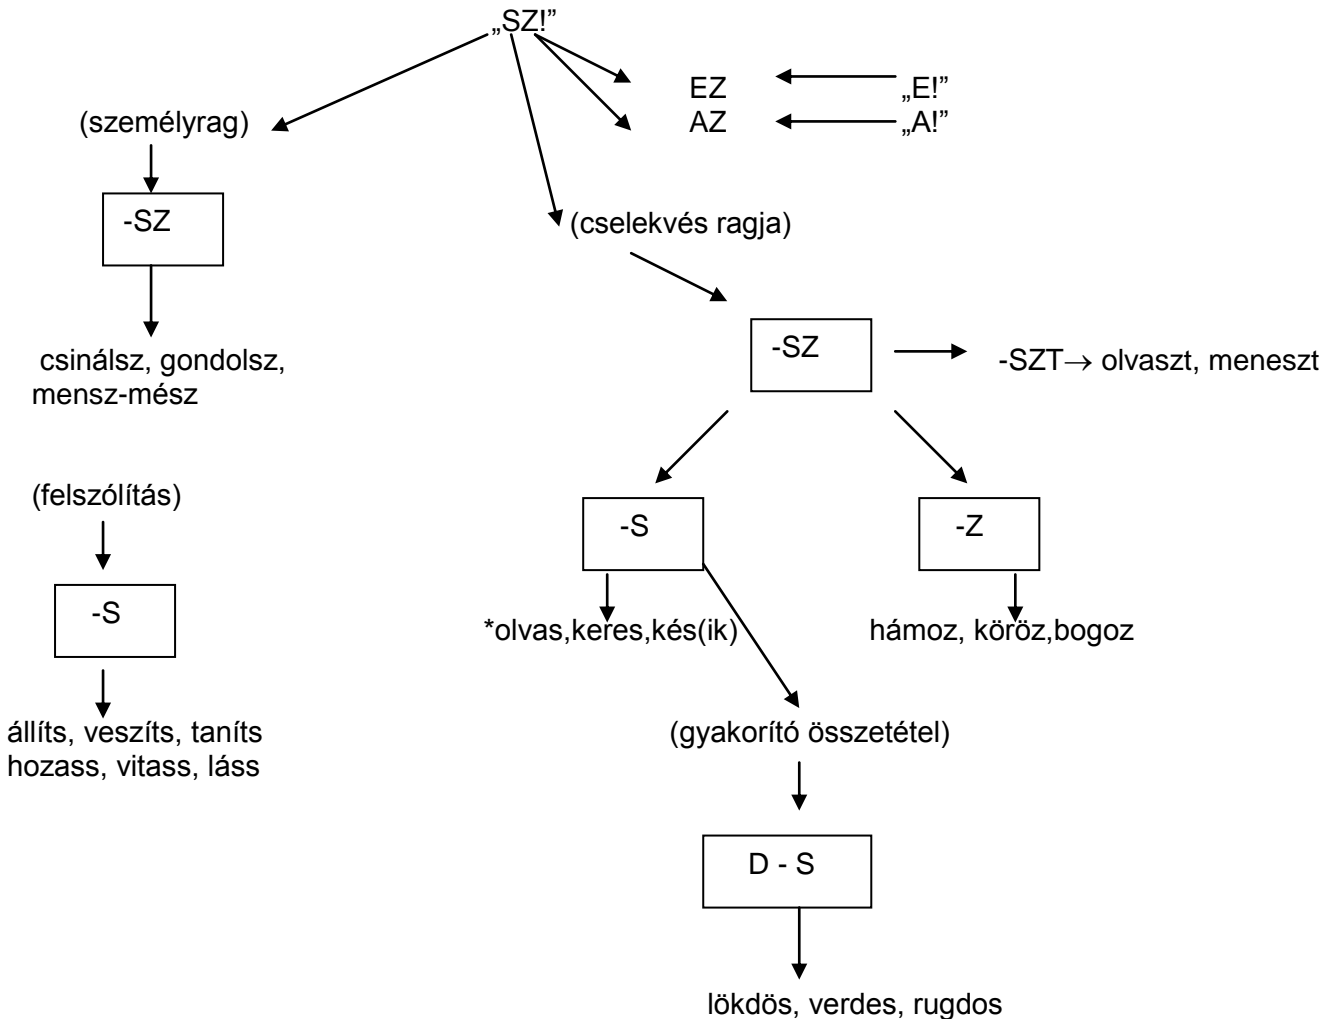 „SZ!”
EZ „E!”
AZ „A!”
(személyrag)
-SZ
(cselekvés ragja)
-SZ
-SZT→ olvaszt, meneszt
csinálsz, gondolsz,
mensz-mész
(felszólítás)
-S
-Z
-S
*olvas,keres,kés(ik)
hámoz, köröz,bogoz
állíts, veszíts, taníts
hozass, vitass, láss
(gyakorító összetétel)
D - S
lökdös, verdes, rugdos